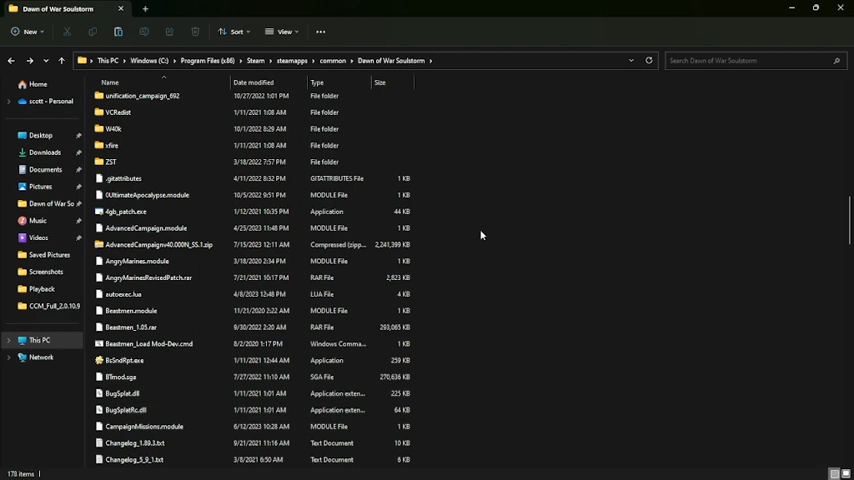 Dawn of War Soulstorm
New Sort View
This PC Windows (C:) Program Files (x86) Steam steamapps common Dawn of War Soulstorm Search Dawn of War Soulstorm
Name Date modified Type Size
Home
scott - Personal
Desktop
Downloads
Documents
Pictures
Dawn of War So
Music
Videos
Saved Pictures
Screenshots
Playback
CCM_Full_2.0.10.9
This PC
Network
unification_campaign_692 10/27/2022 1:01 PM File folder
VCRedist 1/11/2021 1:08 AM File folder
W40k 10/1/2022 8:29 AM File folder
xfire 1/11/2021 1:08 AM File folder
ZST 3/18/2022 7:57 PM File folder
.gitattributes 4/11/2022 8:32 PM GITATTRIBUTES File 1 KB
0UltimateApocalypse.module 10/5/2022 9:51 PM MODULE File 1 KB
4gb_patch.exe 1/12/2021 10:35 PM Application 44 KB
AdvancedCampaign.module 4/25/2023 11:48 PM MODULE File 1 KB
AdvancedCampaignv40.000N_SS.1.zip 7/15/2023 12:11 AM Compressed (zipp... 2,241,399 KB
AngryMarines.module 3/18/2020 2:34 PM MODULE File 1 KB
AngryMarinesRevisedPatch.rar 7/21/2021 10:17 PM RAR File 2,823 KB
autoexec.lua 4/8/2023 12:48 PM LUA File 4 KB
Beastmen.module 11/21/2020 2:22 AM MODULE File 1 KB
Beastmen_1.05.rar 9/30/2022 2:20 AM RAR File 293,065 KB
Beastmen_Load Mod-Dev.cmd 8/2/2020 1:17 PM Windows Comma... 1 KB
BsSndRpt.exe 1/11/2021 12:44 AM Application 259 KB
BTmod.sga 7/27/2022 11:10 AM SGA File 270,636 KB
BugSplat.dll 1/11/2021 1:01 AM Application exten... 225 KB
BugSplatRc.dll 1/11/2021 1:01 AM Application exten... 64 KB
CampaignMissions.module 6/12/2023 10:28 AM MODULE File 1 KB
Changelog_1.89.3.txt 9/21/2021 11:16 AM Text Document 10 KB
Changelog_5_9_1.txt 3/8/2021 6:50 AM Text Document 6 KB
178 items